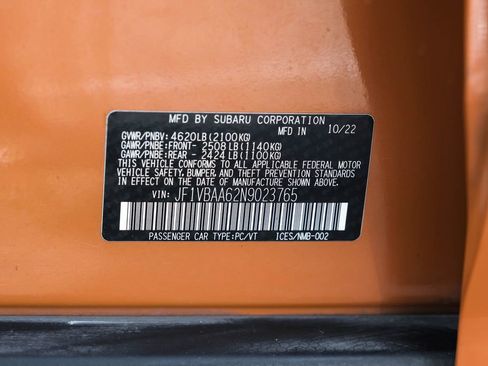 MFD BY SUBARU CORPORATION
MFD IN 10/22
GVWR/PNBV: 4620LB(2100KG)
GAWR/PNBE:FRONT- 2508LB(1140KG)
GAWR/PNBE:REAR - 2424LB(1100KG)
THIS VEHICLE CONFORMS TO ALL APPLICABLE FEDERAL MOTOR
VEHICLE SAFETY, BUMPER, AND THEFT PREVENTION STANDARDS
IN EFFECT ON THE DATE OF MANUFACTURE SHOWN ABOVE.
VIN: JF1VBAA62N9023765
PASSENGER CAR TYPE:PC/VT ICES/NMB-002